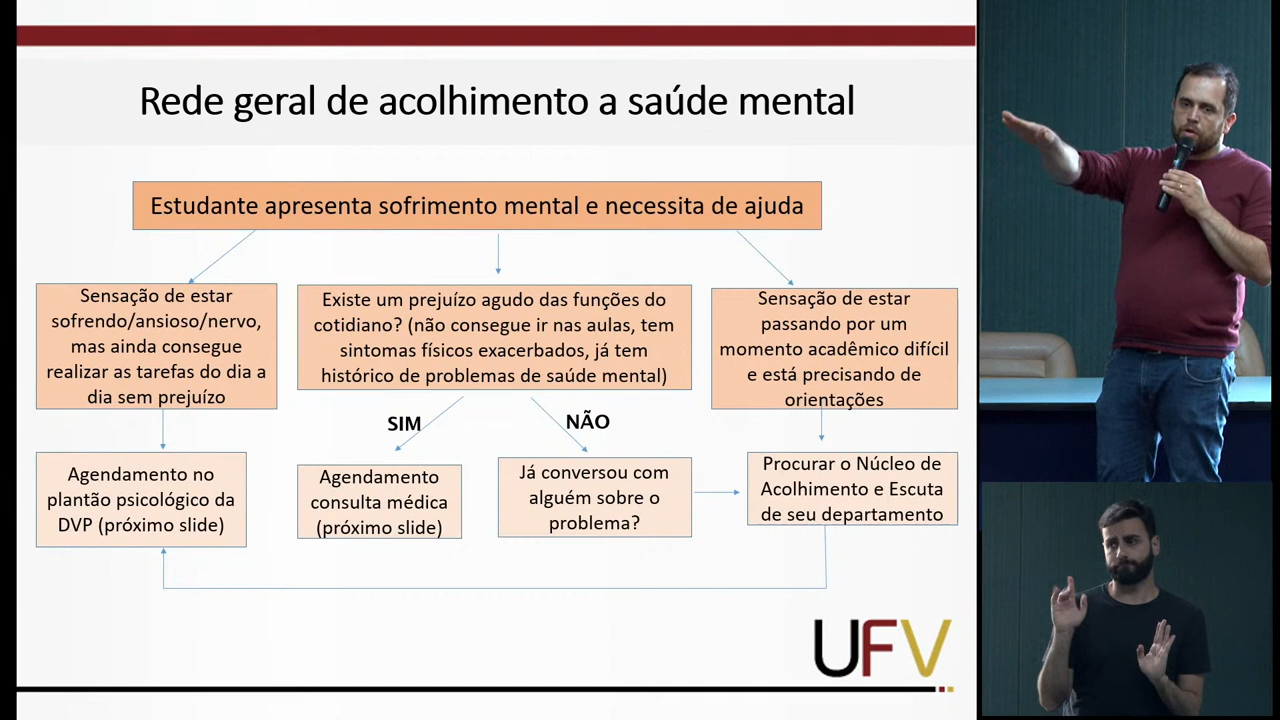 Rede geral de acolhimento a saúde mental
Estudante apresenta sofrimento mental e necessita de ajuda
Sensação de estar
sofrendo/ansioso/nervo,
mas ainda consegue
realizar as tarefas do dia a
dia sem prejuízo
Existe um prejuízo agudo das funções do
cotidiano? (não consegue ir nas aulas, tem
sintomas físicos exacerbados, já tem
histórico de problemas de saúde mental)
Sensação de estar
passando por um
momento acadêmico difícil
e está precisando de
orientações
SIM
NÃO
Agendamento no
plantão psicológico da
DVP (próximo slide)
Agendamento
consulta médica
(próximo slide)
Já conversou com
alguém sobre o
problema?
Procurar o Núcleo de
Acolhimento e Escuta
de seu departamento
UFV